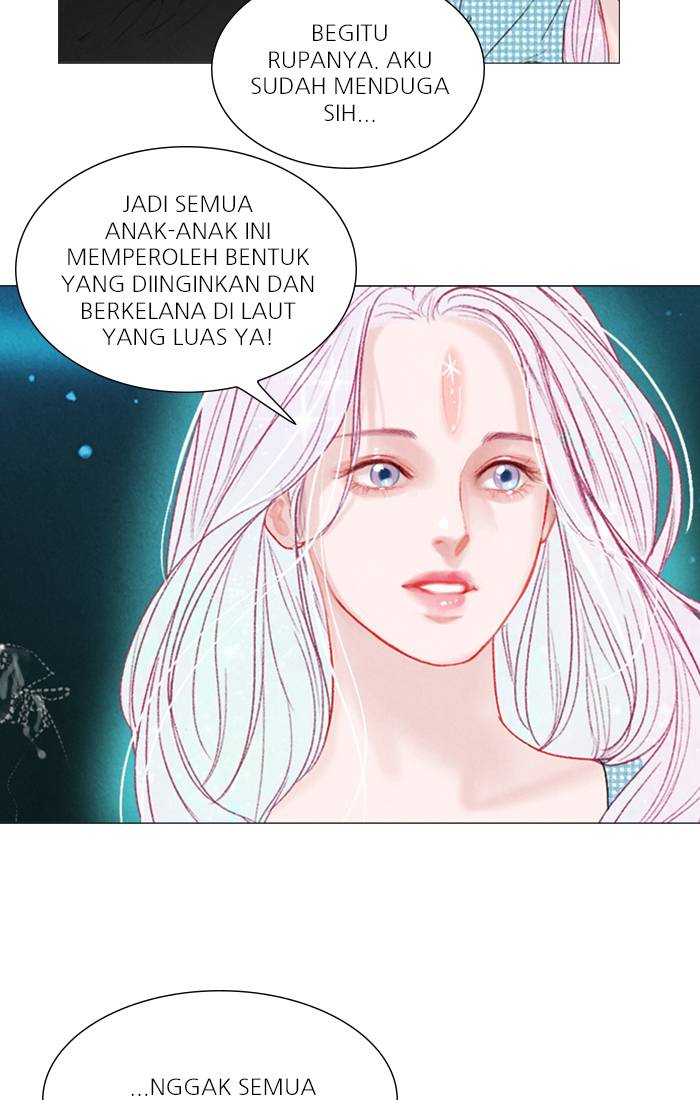 BEGITU
RUPANYA. AKU
SUDAH MENDUGA
SIH...
JADI SEMUA
ANAK-ANAK INI
MEMPEROLEH BENTUK
YANG DIINGINKAN DAN
BERKELANA DI LAUT
YANG LUAS YA!
...NGGAK SEMUA